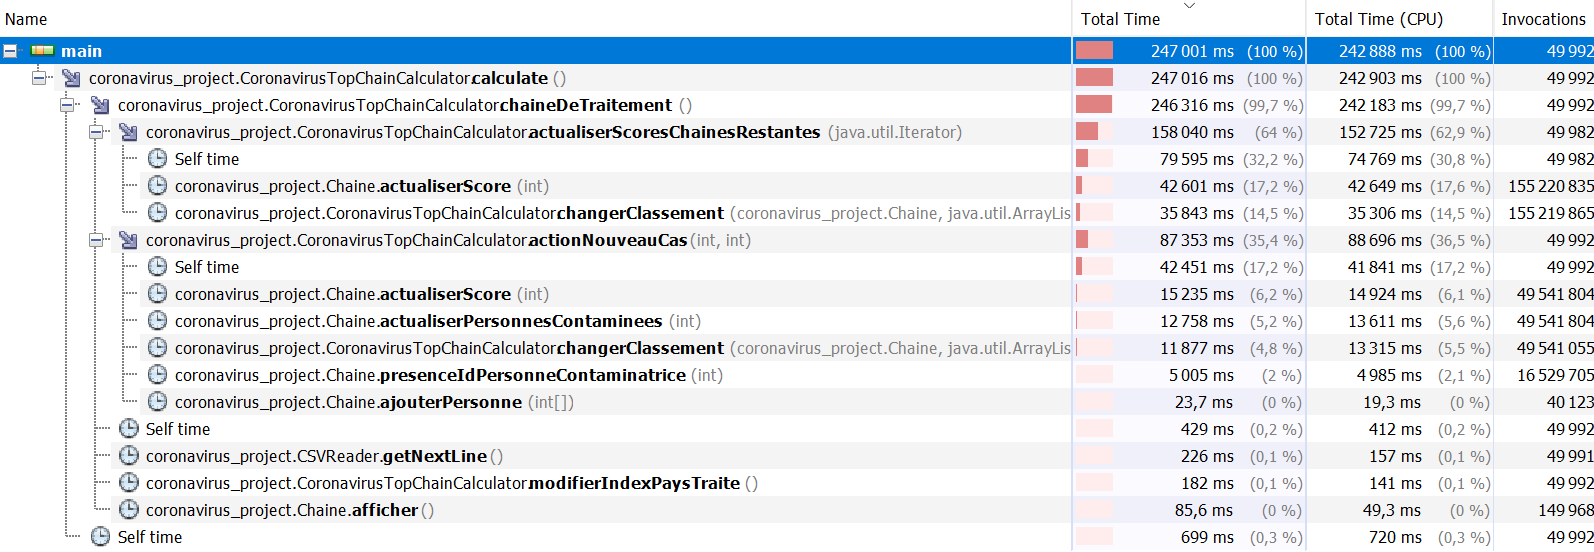 Name Total Time Total Time (CPU) Invocations
main 247 001 ms (100 %) 242 888 ms (100 %) 49 992
coronavirus_project.CoronavirusTopChainCalculator.calculate () 247 016 ms (100 %) 242 903 ms (100 %) 49 992
coronavirus_project.CoronavirusTopChainCalculator.chaineDeTraitement () 246 316 ms (99,7 %) 242 183 ms (99,7 %) 49 992
coronavirus_project.CoronavirusTopChainCalculator.actualiserScoresChainesRestantes (java.util.Iterator) 158 040 ms (64 %) 152 725 ms (62,9 %) 49 982
Self time 79 595 ms (32,2 %) 74 769 ms (30,8 %) 49 982
coronavirus_project.Chaine.actualiserScore (int) 42 601 ms (17,2 %) 42 649 ms (17,6 %) 155 220 835
coronavirus_project.CoronavirusTopChainCalculator.changerClassement (coronavirus_project.Chaine, java.util.ArrayLis 35 843 ms (14,5 %) 35 306 ms (14,5 %) 155 219 865
coronavirus_project.CoronavirusTopChainCalculator.actionNouveauCas (int, int) 87 353 ms (35,4 %) 88 696 ms (36,5 %) 49 992
Self time 42 451 ms (17,2 %) 41 841 ms (17,2 %) 49 992
coronavirus_project.Chaine.actualiserScore (int) 15 235 ms (6,2 %) 14 924 ms (6,1 %) 49 541 804
coronavirus_project.Chaine.actualiserPersonnesContaminees (int) 12 758 ms (5,2 %) 13 611 ms (5,6 %) 49 541 804
coronavirus_project.CoronavirusTopChainCalculator.changerClassement (coronavirus_project.Chaine, java.util.ArrayLis 11 877 ms (4,8 %) 13 315 ms (5,5 %) 49 541 055
coronavirus_project.Chaine.presenceIdPersonneContaminatrice (int) 5 005 ms (2 %) 4 985 ms (2,1 %) 16 529 705
coronavirus_project.Chaine.ajouterPersonne (int[]) 23,7 ms (0 %) 19,3 ms (0 %) 40 123
Self time 429 ms (0,2 %) 412 ms (0,2 %) 49 992
coronavirus_project.CSVReader.getNextLine () 226 ms (0,1 %) 157 ms (0,1 %) 49 991
coronavirus_project.CoronavirusTopChainCalculator.modifierIndexPaysTraite () 182 ms (0,1 %) 141 ms (0,1 %) 49 992
coronavirus_project.Chaine.afficher () 85,6 ms (0 %) 49,3 ms (0 %) 149 968
Self time 699 ms (0,3 %) 720 ms (0,3 %) 49 992